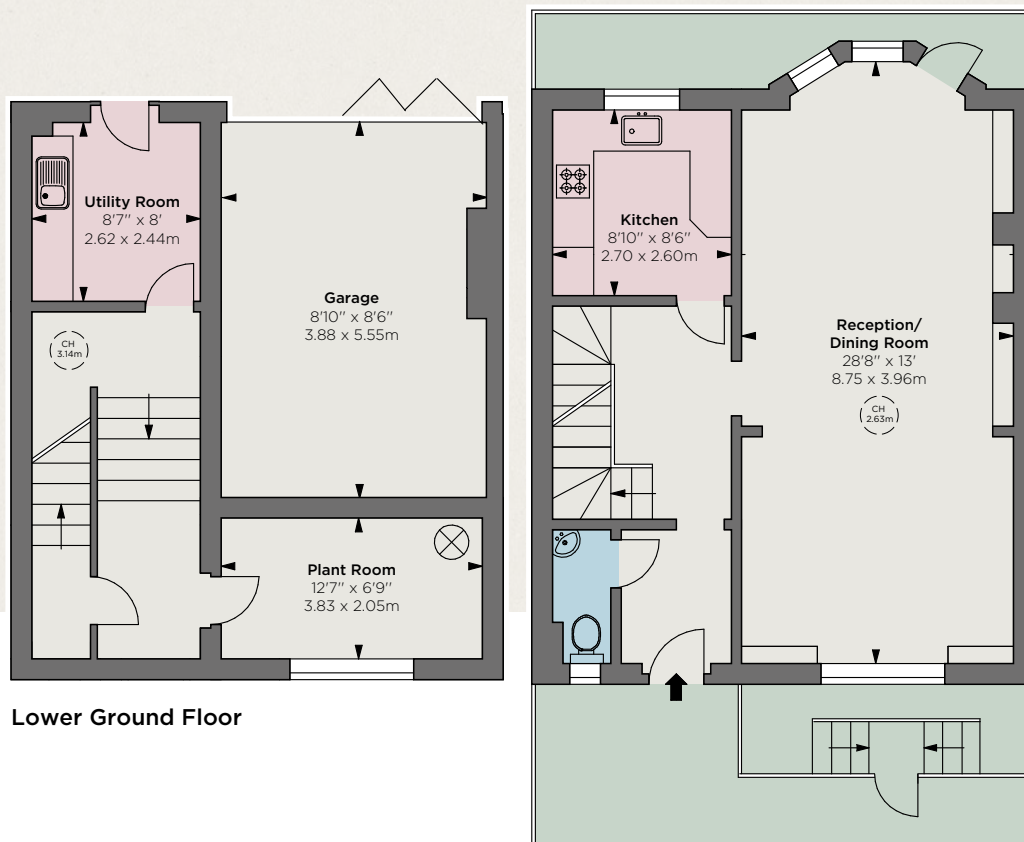 Utility Room
8'7" x 8'
2.62 x 2.44m
Garage
8'10" x 8'6"
3.88 x 5.55m
CH
3.14m
Plant Room
12'7" x 6'9"
3.83 x 2.05m
Lower Ground Floor
Kitchen
8'10" x 8'6"
2.70 x 2.60m
Reception/
Dining Room
28'8" x 13'
8.75 x 3.96m
CH
2.63m